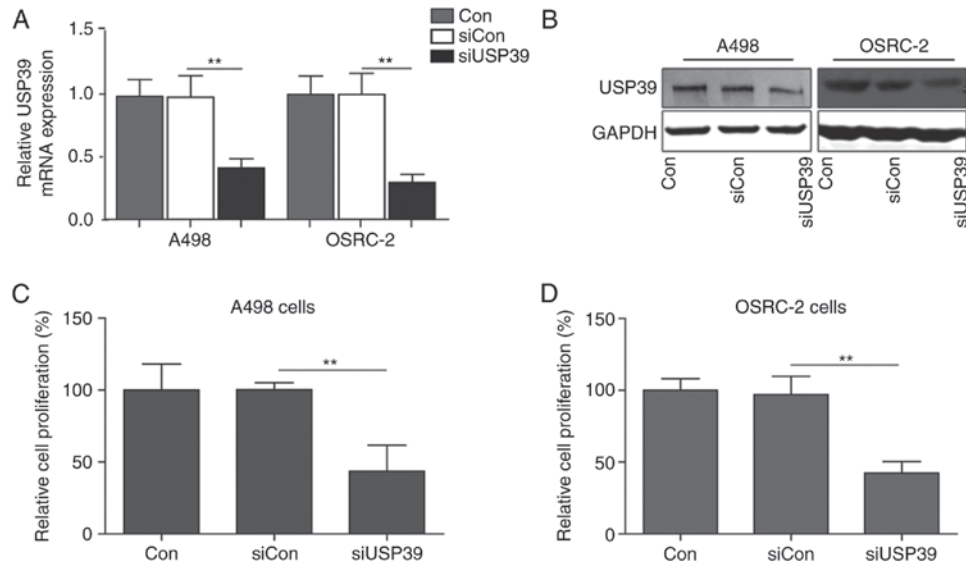 A
Relative USP39
mRNA expression
1.5
1.0
0.5
0.0
**
**
A498
OSRC-2
Con
siCon
siUSP39
B
A498
OSRC-2
USP39
GAPDH
Con
siCon
siUSP39
Con
siCon
siUSP39
C
A498 cells
Relative cell proliferation (%)
150
100
50
0
**
Con
siCon
siUSP39
D
OSRC-2 cells
Relative cell proliferation (%)
150
100
50
0
**
Con
siCon
siUSP39